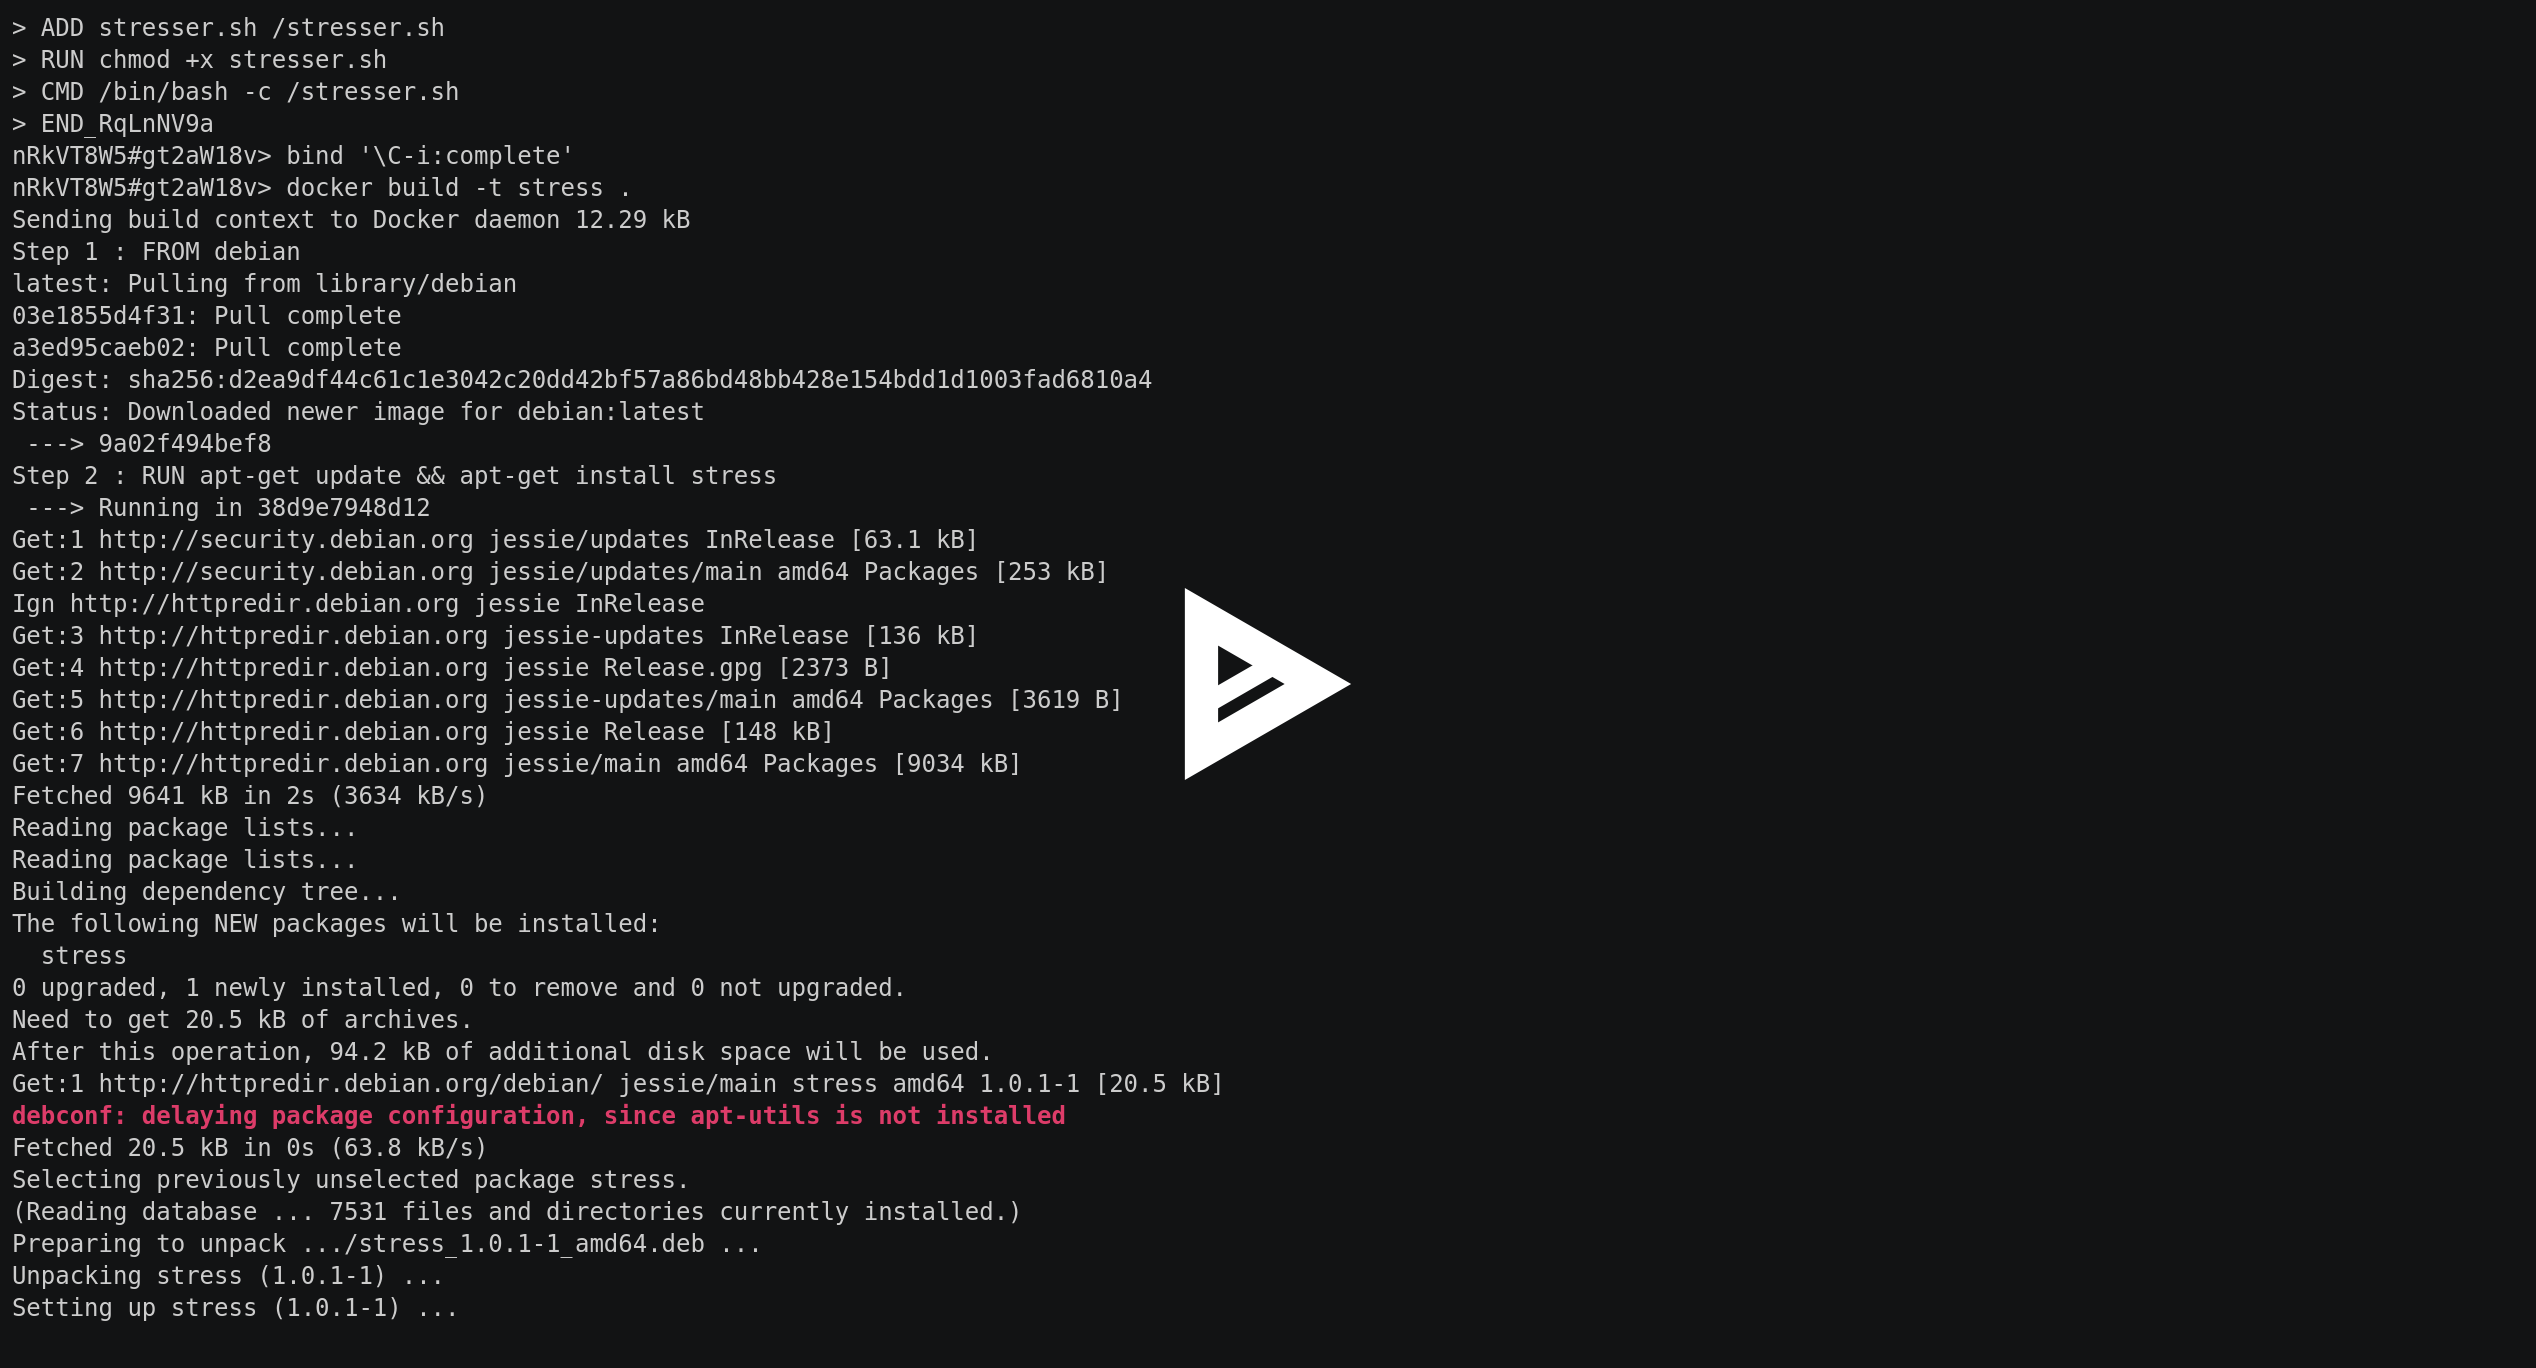 > ADD stresser.sh /stresser.sh
> RUN chmod +x stresser.sh
> CMD /bin/bash -c /stresser.sh
> END_RqLnNV9a
nRkVT8W5#gt2aW18v> bind '\C-i:complete'
nRkVT8W5#gt2aW18v> docker build -t stress .
Sending build context to Docker daemon 12.29 kB
Step 1 : FROM debian
latest: Pulling from library/debian
03e1855d4f31: Pull complete
a3ed95caeb02: Pull complete
Digest: sha256:d2ea9df44c61c1e3042c20dd42bf57a86bd48bb428e154bdd1d1003fad6810a4
Status: Downloaded newer image for debian:latest
 ---> 9a02f494bef8
Step 2 : RUN apt-get update && apt-get install stress
 ---> Running in 38d9e7948d12
Get:1 http://security.debian.org jessie/updates InRelease [63.1 kB]
Get:2 http://security.debian.org jessie/updates/main amd64 Packages [253 kB]
Ign http://httpredir.debian.org jessie InRelease
Get:3 http://httpredir.debian.org jessie-updates InRelease [136 kB]
Get:4 http://httpredir.debian.org jessie Release.gpg [2373 B]
Get:5 http://httpredir.debian.org jessie-updates/main amd64 Packages [3619 B]
Get:6 http://httpredir.debian.org jessie Release [148 kB]
Get:7 http://httpredir.debian.org jessie/main amd64 Packages [9034 kB]
Fetched 9641 kB in 2s (3634 kB/s)
Reading package lists...
Reading package lists...
Building dependency tree...
The following NEW packages will be installed:
  stress
0 upgraded, 1 newly installed, 0 to remove and 0 not upgraded.
Need to get 20.5 kB of archives.
After this operation, 94.2 kB of additional disk space will be used.
Get:1 http://httpredir.debian.org/debian/ jessie/main stress amd64 1.0.1-1 [20.5 kB]
debconf: delaying package configuration, since apt-utils is not installed
Fetched 20.5 kB in 0s (63.8 kB/s)
Selecting previously unselected package stress.
(Reading database ... 7531 files and directories currently installed.)
Preparing to unpack .../stress_1.0.1-1_amd64.deb ...
Unpacking stress (1.0.1-1) ...
Setting up stress (1.0.1-1) ...